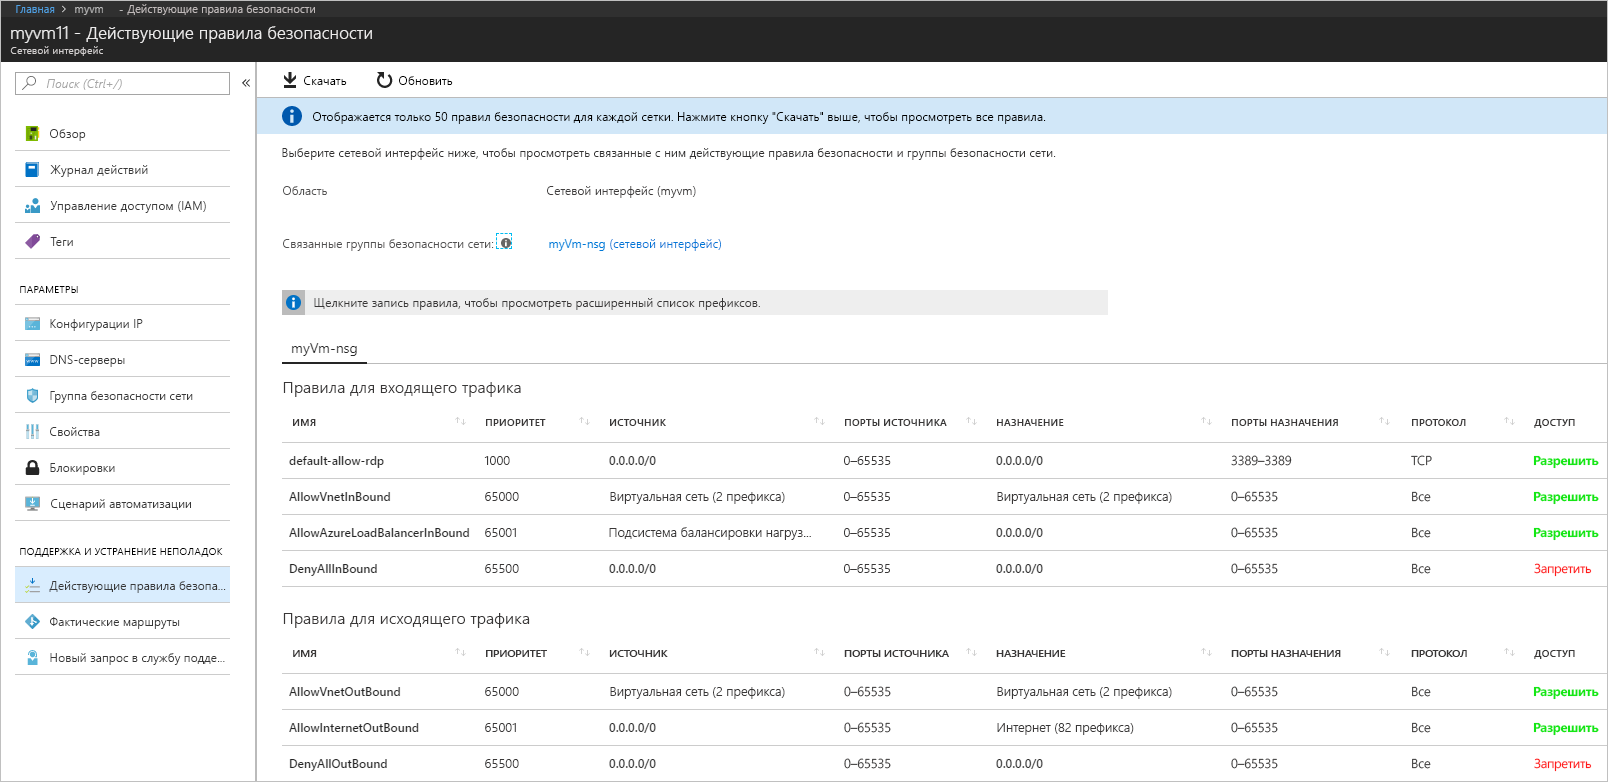 Главная > myvm - Действующие правила безопасности
myvm11 - Действующие правила безопасности
Сетевой интерфейс
Поиск (Ctrl+/)
«
Обзор
Журнал действий
Управление доступом (IAM)
Теги
ПАРАМЕТРЫ
Конфигурации IP
DNS-серверы
Группа безопасности сети
Свойства
Блокировки
Сценарий автоматизации
ПОДДЕРЖКА И УСТРАНЕНИЕ НЕПОЛАДОК
Действующие правила безопа...
Фактические маршруты
Новый запрос в службу подде...
Скачать Обновить
Отображается только 50 правил безопасности для каждой сетки. Нажмите кнопку "Скачать" выше, чтобы просмотреть все правила.
Выберите сетевой интерфейс ниже, чтобы просмотреть связанные с ним действующие правила безопасности и группы безопасности сети.
Область Сетевой интерфейс (myvm)
Связанные группы безопасности сети: myVm-nsg (сетевой интерфейс)
Щелкните запись правила, чтобы просмотреть расширенный список префиксов.
myVm-nsg
Правила для входящего трафика
ИМЯ ПРИОРИТЕТ ИСТОЧНИК ПОРТЫ ИСТОЧНИКА НАЗНАЧЕНИЕ ПОРТЫ НАЗНАЧЕНИЯ ПРОТОКОЛ ДОСТУП
default-allow-rdp 1000 0.0.0.0/0 0–65535 0.0.0.0/0 3389–3389 TCP Разрешить
AllowVnetInBound 65000 Виртуальная сеть (2 префикса) 0–65535 Виртуальная сеть (2 префикса) 0–65535 Все Разрешить
AllowAzureLoadBalancerInBound 65001 Подсистема балансировки нагруз... 0–65535 0.0.0.0/0 0–65535 Все Разрешить
DenyAllInBound 65500 0.0.0.0/0 0–65535 0.0.0.0/0 0–65535 Все Запретить
Правила для исходящего трафика
ИМЯ ПРИОРИТЕТ ИСТОЧНИК ПОРТЫ ИСТОЧНИКА НАЗНАЧЕНИЕ ПОРТЫ НАЗНАЧЕНИЯ ПРОТОКОЛ ДОСТУП
AllowVnetOutBound 65000 Виртуальная сеть (2 префикса) 0–65535 Виртуальная сеть (2 префикса) 0–65535 Все Разрешить
AllowInternetOutBound 65001 0.0.0.0/0 0–65535 Интернет (82 префикса) 0–65535 Все Разрешить
DenyAllOutBound 65500 0.0.0.0/0 0–65535 0.0.0.0/0 0–65535 Все Запретить